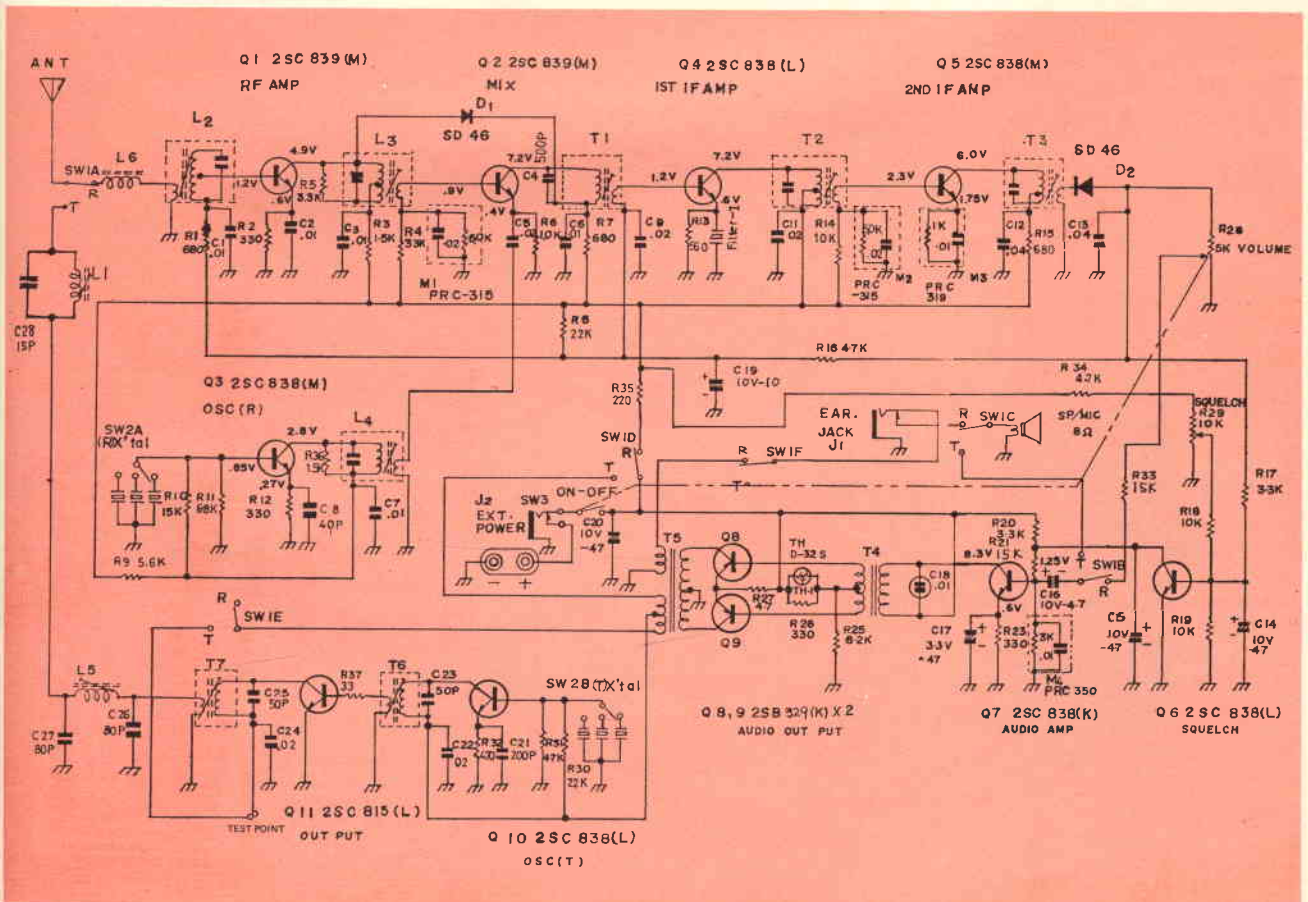 ANT
Q1 2SC 839(M)
RF AMP
Q2 2SC 839(M)
MIX
Q4 2SC 838(L)
1ST IF AMP
Q5 2SC 838(M)
2ND IF AMP
D1
SD 46
L2
L3
T1
T2
T3
SD 46
D2
SW1A
L6
R
T
4.9V
1.2V
.6V
R5
3.3K
7.2V
.9V
.4V
C4
500P
1.2V
7.2V
.6V
2.3V
6.0V
1.75V
R1
680
C1
.01
R2
330
C2
.01
C3
.01
R3
1.5K
R4
33K
.02
50K
M1
PRC-315
C5
.01
R6
10K
C6
.01
R7
680
C9
.02
R13
560
Filter-I
C11
.02
R14
10K
50K
.02
PRC
-315
M2
1K
.01
PRC
319
M3
C12
.04
R15
680
C13
.04
R28
5K VOLUME
L1
C28
15P
R8
22K
R16 47K
C19
10V-10
R34
4.2K
Q3 2SC 838(M)
OSC(R)
SW2A
(R)X'tal
2.8V
L4
.85V
.27V
R36
1.5K
R10
15K
R11
68K
R12
330
C8
40P
C7
.01
R9 5.6K
R35
220
SW1D
R
T
EAR.
JACK
J1
R
SW1C
T
SP/MIC
8Ω
R
SW1F
T
SQUELCH
R29
10K
R33
15K
R17
3.3K
R18
10K
ON-OFF
J2
EXT.
POWER
SW3
- +
C20
10V
-47
T5
Q8
Q9
TH
D-32S
TH-1
R27
47
R26
330
R25
8.2K
T4
C18
.01
R20
3.3K
8.3V
R21
15K
1.25V
.6V
C16
10V-47
T
SW1B
R
C17
3.3V
-47
R23
330
3K
.01
M4
PRC 350
C15
10V
-47
R19
10K
C14
10V
-47
R
T
SW1E
L5
T7
C27
80P
C26
80P
C25
50P
C24
.02
R37
33
T6
C23
50P
C22
.02
R32
470
C21
200P
R31
47K
R30
22K
SW2B (T)X'tal
TEST POINT
Q11 2SC 815(L)
OUT PUT
Q 10 2SC 838(L)
OSC(T)
Q 8,9 2SB 329(K) X 2
AUDIO OUT PUT
Q7 2SC 838(K)
AUDIO AMP
Q6 2SC 838(L)
SQUELCH